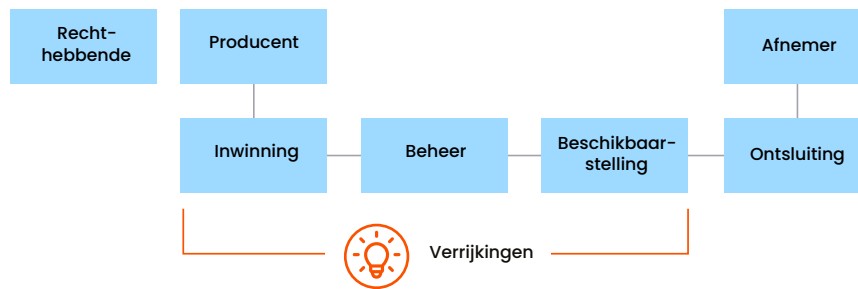 Recht-
hebbende
Producent
Afnemer
Inwinning
Beheer
Beschikbaar-
stelling
Ontsluiting
Verrijkingen